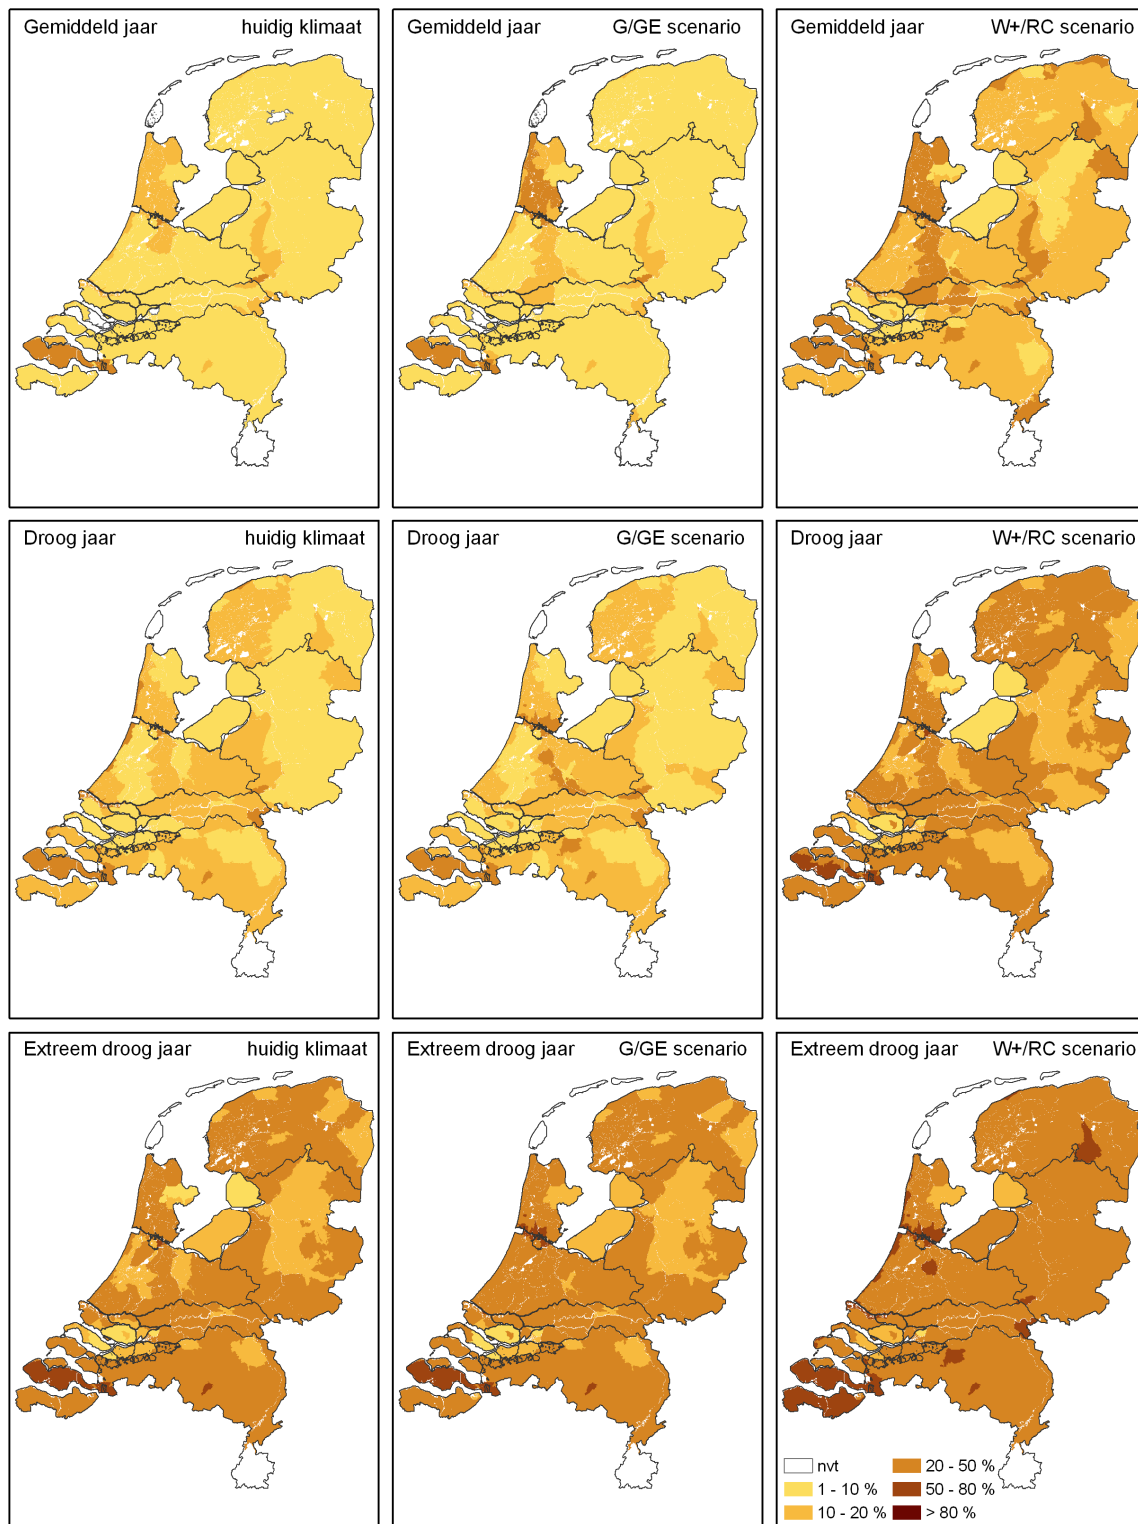 Gemiddeld jaar huidig klimaat
Gemiddeld jaar G/GE scenario
Gemiddeld jaar W+/RC scenario
Droog jaar huidig klimaat
Droog jaar G/GE scenario
Droog jaar W+/RC scenario
Extreem droog jaar huidig klimaat
Extreem droog jaar G/GE scenario
Extreem droog jaar W+/RC scenario
nvt
1 - 10 %
10 - 20 %
20 - 50 %
50 - 80 %
> 80 %